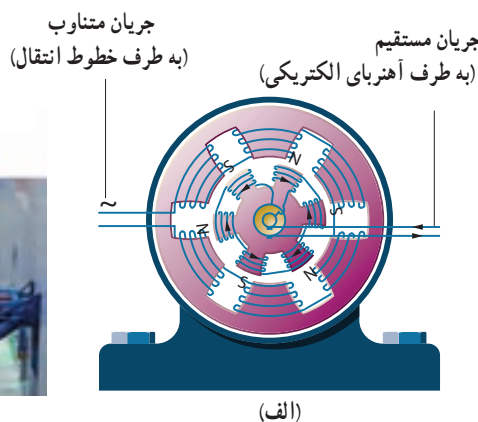 جریان مستقیم
(به طرف آهنربای الکتریکی)
جریان متناوب
(به طرف خطوط انتقال)
~
N
S
S
N
N
S
(الف)